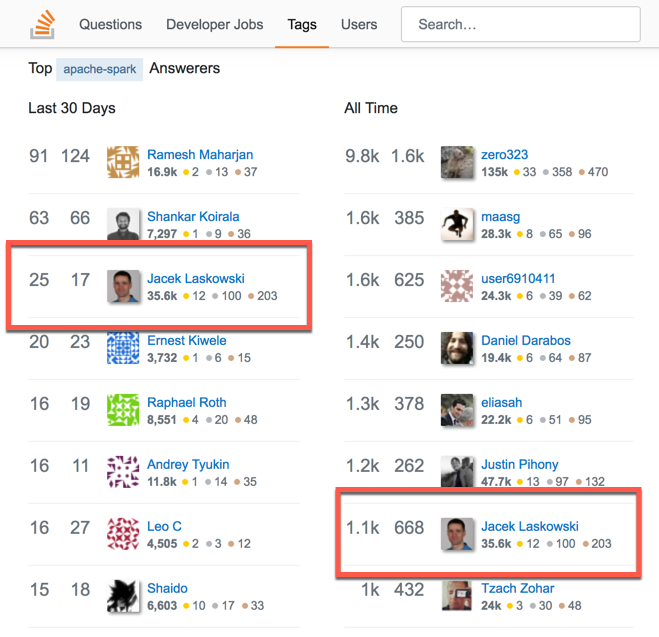 Questions Developer Jobs Tags Users Search…
Top apache-spark Answerers
Last 30 Days
91 124 Ramesh Maharjan
16.9k 2 13 37
63 66 Shankar Koirala
7,297 1 9 36
25 17 Jacek Laskowski
35.6k 12 100 203
20 23 Ernest Kiwele
3,732 1 6 15
16 19 Raphael Roth
8,551 4 20 48
16 11 Andrey Tyukin
11.8k 1 14 35
16 27 Leo C
4,505 2 3 12
15 18 Shaido
6,603 10 17 33
All Time
9.8k 1.6k zero323
135k 33 358 470
1.6k 385 maasg
28.3k 8 65 96
1.6k 625 user6910411
24.3k 6 39 62
1.4k 250 Daniel Darabos
19.4k 6 64 87
1.3k 378 eliasah
22.2k 6 51 95
1.2k 262 Justin Pihony
47.7k 13 97 132
1.1k 668 Jacek Laskowski
35.6k 12 100 203
1k 432 Tzach Zohar
24k 3 30 48